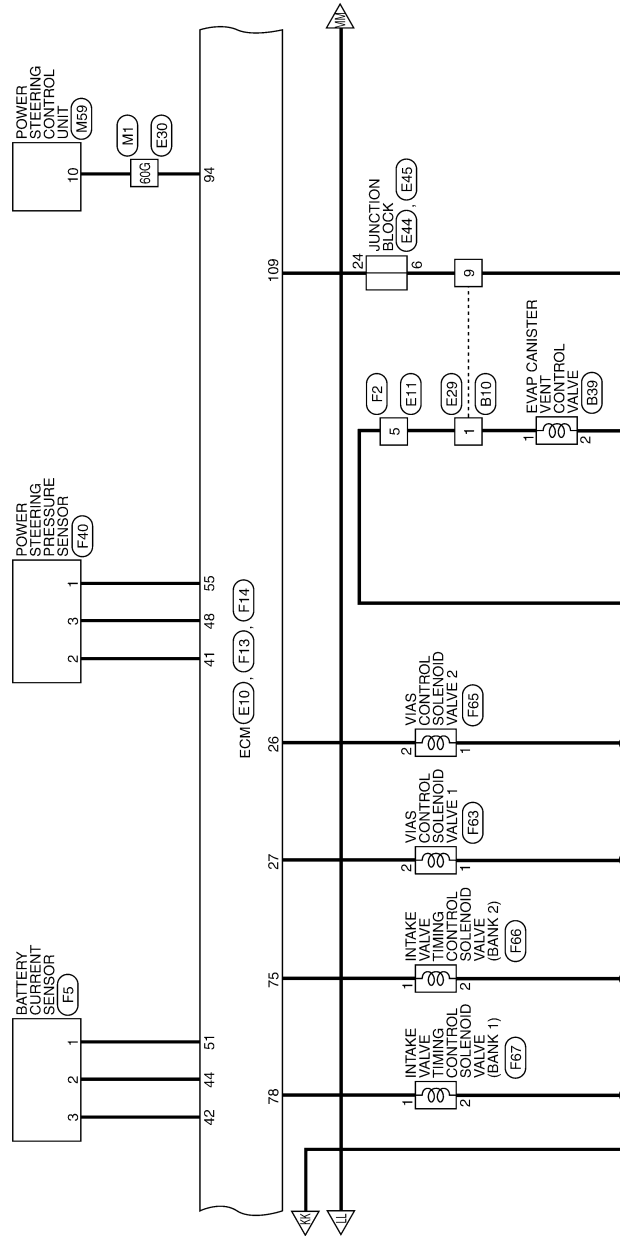 BATTERY
CURRENT
SENSOR
F5
3
2
1
42
44
51
POWER
STEERING
PRESSURE
SENSOR
F40
2
3
1
41
48
55
POWER
STEERING
CONTROL
UNIT
M59
10
60G
M1
E30
94
ECM E10 , F13 , F14
78
75
27
26
109
KK
LL
MM
INTAKE
VALVE
TIMING
CONTROL
SOLENOID
VALVE
(BANK 1)
F67
1
2
INTAKE
VALVE
TIMING
CONTROL
SOLENOID
VALVE
(BANK 2)
F66
1
2
VIAS
CONTROL
SOLENOID
VALVE 1
F63
2
1
VIAS
CONTROL
SOLENOID
VALVE 2
F65
2
1
5
F2
E11
1
E29
B10
9
EVAP CANISTER
VENT
CONTROL
VALVE
B39
1
2
JUNCTION
BLOCK
E44 , E45
24
6